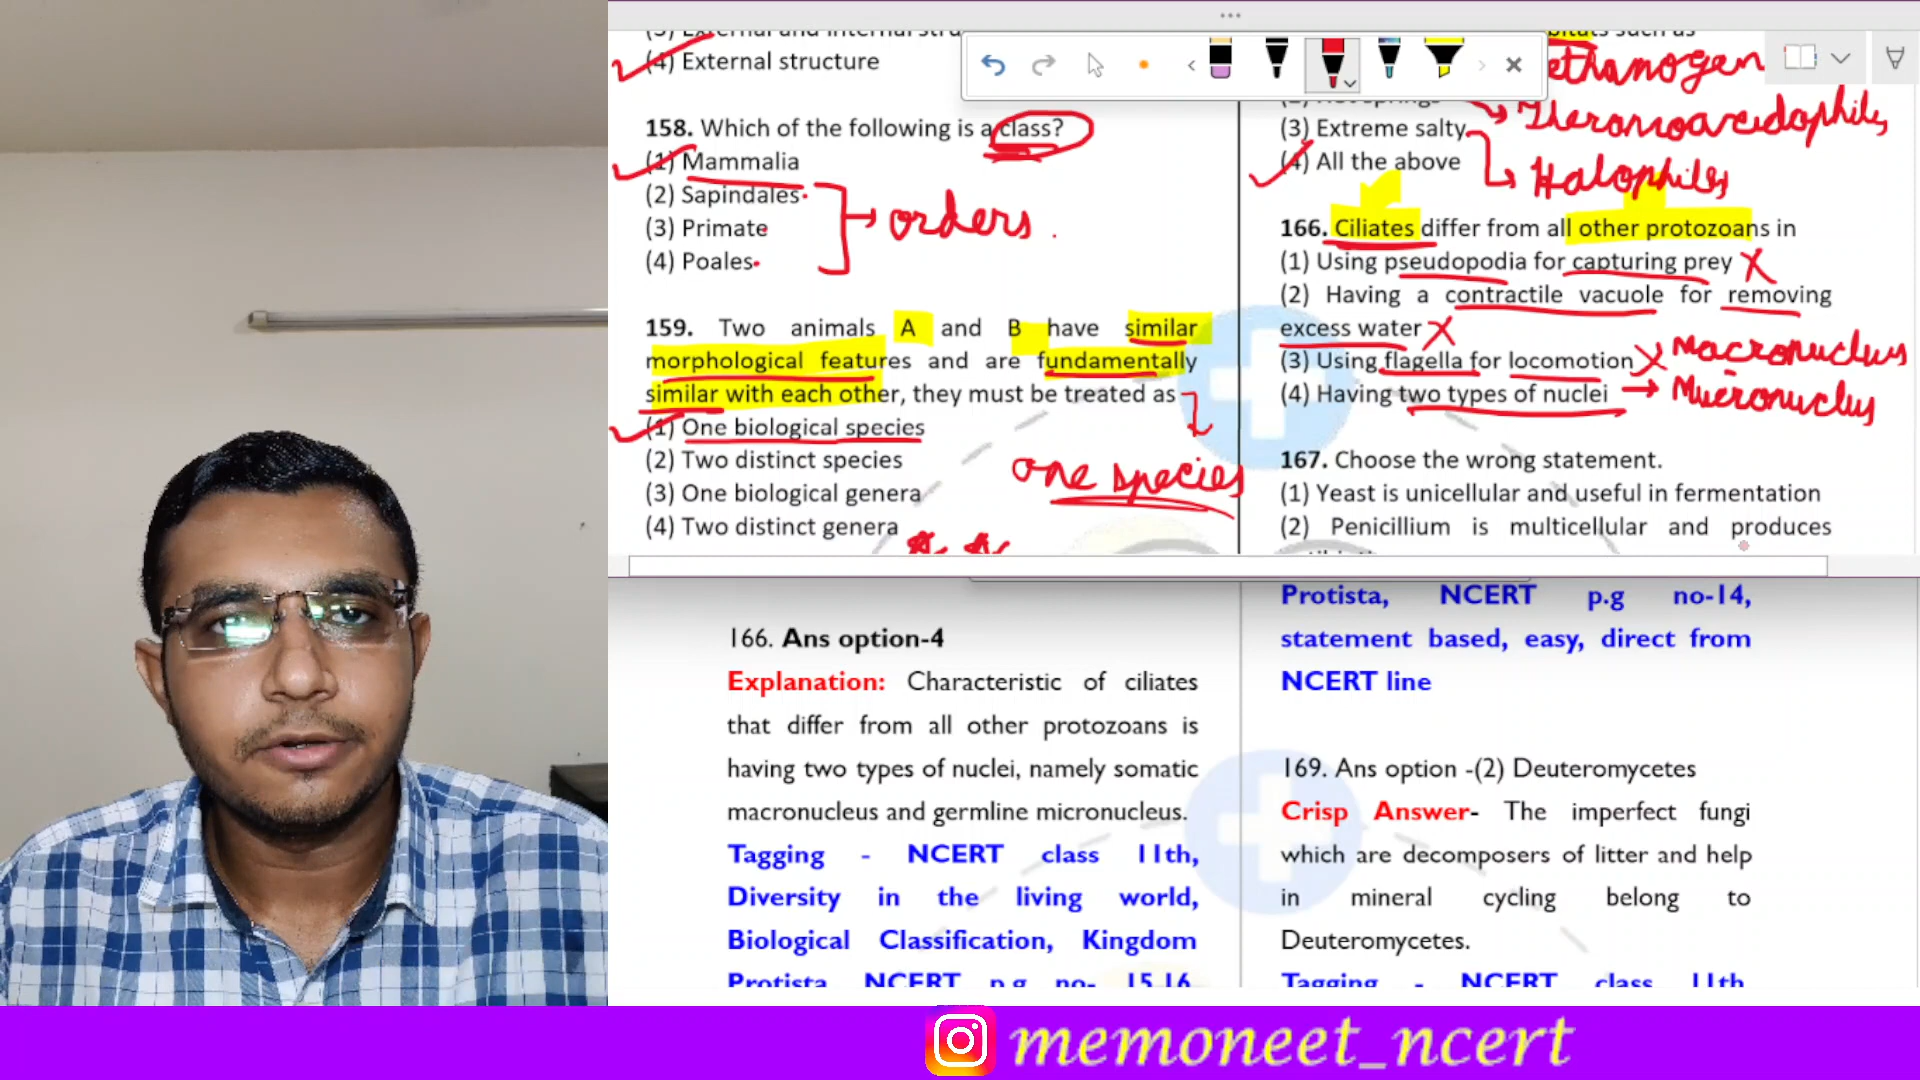 (4) External structure
158. Which of the following is a class?
(1) Mammalia
(2) Sapindales
(3) Primate
(4) Poales
orders.
159. Two animals A and B have similar
morphological features and are fundamentally
similar with each other, they must be treated as
(1) One biological species
(2) Two distinct species
(3) One biological genera
(4) Two distinct genera
one species
(3) Extreme salty
(4) All the above
Halophiles
166. Ciliates differ from all other protozoans in
(1) Using pseudopodia for capturing prey X
(2) Having a contractile vacuole for removing
excess water X
(3) Using flagella for locomotion X
Macronucleus
(4) Having two types of nuclei
167. Choose the wrong statement.
(1) Yeast is unicellular and useful in fermentation
(2) Penicillium is multicellular and produces
166. Ans option-4
Explanation: Characteristic of ciliates
that differ from all other protozoans is
having two types of nuclei, namely somatic
macronucleus and germline micronucleus.
Tagging - NCERT class 11th,
Diversity in the living world,
Biological Classification, Kingdom
Protista, NCERT p.g no- 15,16
Protista, NCERT p.g no-14,
statement based, easy, direct from
NCERT line
169. Ans option -(2) Deuteromycetes
Crisp Answer- The imperfect fungi
which are decomposers of litter and help
in mineral cycling belong to
Deuteromycetes.
Tagging - NCERT class 11th,
memoneet_ncert